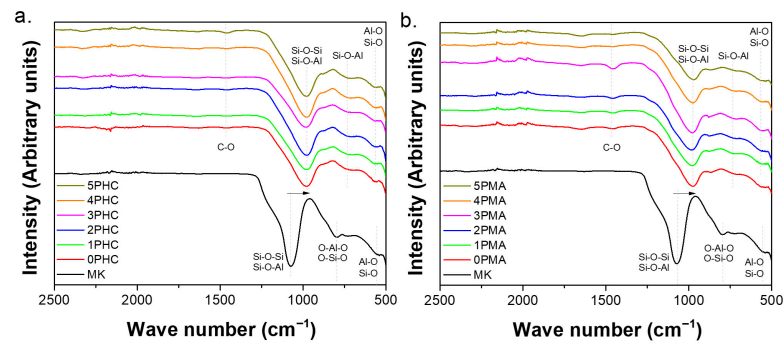 a.
Al-O
Si-O
Si-O-Si
Si-O-Al
Si-O-Al
C-O
5PHC
4PHC
3PHC
2PHC
1PHC
0PHC
MK
Si-O-Si
Si-O-Al
O-Al-O
O-Si-O
Al-O
Si-O
Intensity (Arbitrary units)
2500 2000 1500 1000 500
Wave number (cm⁻¹)
b.
Al-O
Si-O
Si-O-Si
Si-O-Al
Si-O-Al
C-O
5PMA
4PMA
3PMA
2PMA
1PMA
0PMA
MK
Si-O-Si
Si-O-Al
O-Al-O
O-Si-O
Al-O
Si-O
Intensity (Arbitrary units)
2500 2000 1500 1000 500
Wave number (cm⁻¹)